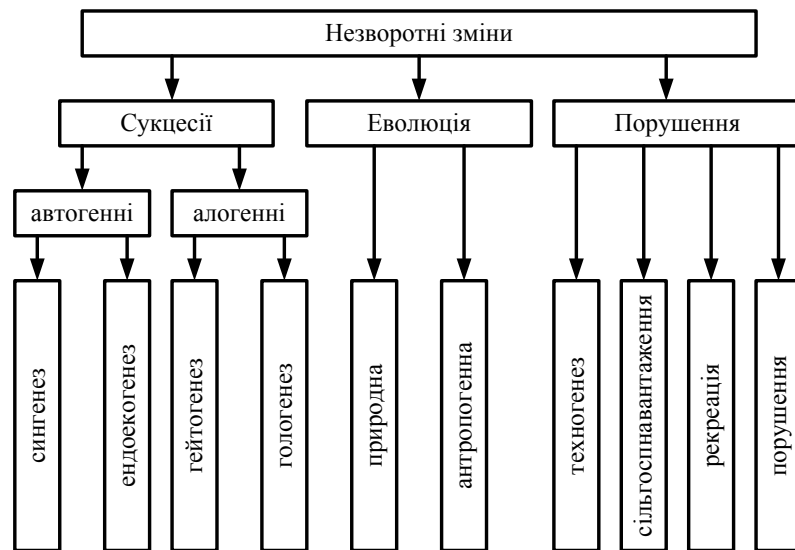 Незворотні зміни
Сукцесії
Еволюція
Порушення
автогенні
алогенні
сингенез
ендоекогенез
гейтогенез
гологенез
природна
антропогенна
техногенез
сільгоспнавантаження
рекреація
порушення